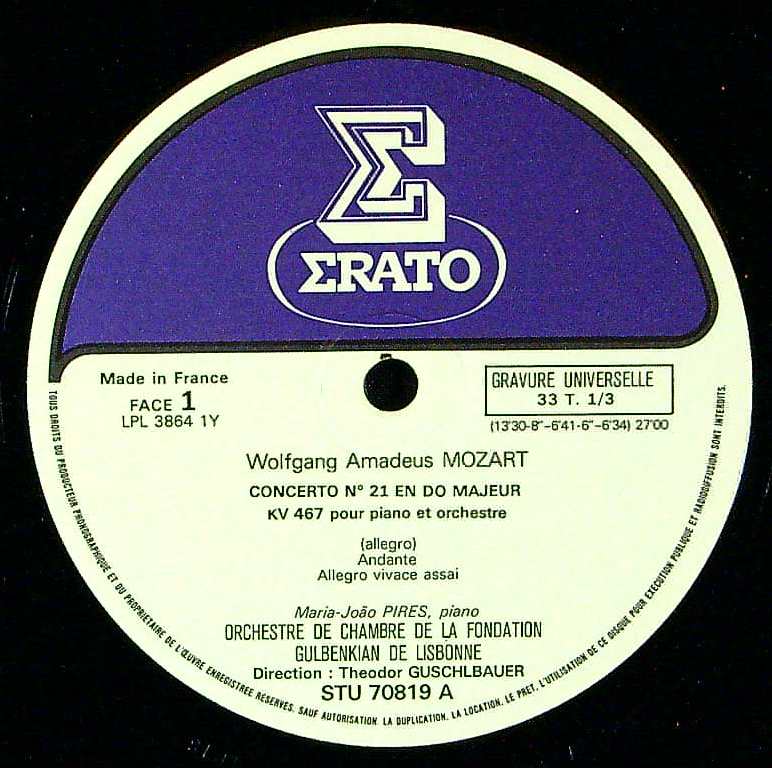 ΣRATO
Made in France
FACE 1
LPL 3864 1Y
GRAVURE UNIVERSELLE
33 T. 1/3
(13'30-8"-6'41-6"-6'34) 27'00
Wolfgang Amadeus MOZART
CONCERTO N° 21 EN DO MAJEUR
KV 467 pour piano et orchestre
(allegro)
Andante
Allegro vivace assai
Maria-João PIRES, piano
ORCHESTRE DE CHAMBRE DE LA FONDATION
GULBENKIAN DE LISBONNE
Direction : Theodor GUSCHLBAUER
STU 70819 A
TOUS DROITS DU PRODUCTEUR PHONOGRAPHIQUE ET DU PROPRIETAIRE DE L'ŒUVRE ENREGISTREE RESERVES. SAUF AUTORISATION LA DUPLICATION, LA LOCATION, LE PRET, L'UTILISATION DE CE DISQUE POUR EXECUTION PUBLIQUE ET RADIODIFFUSION SONT INTERDITS.